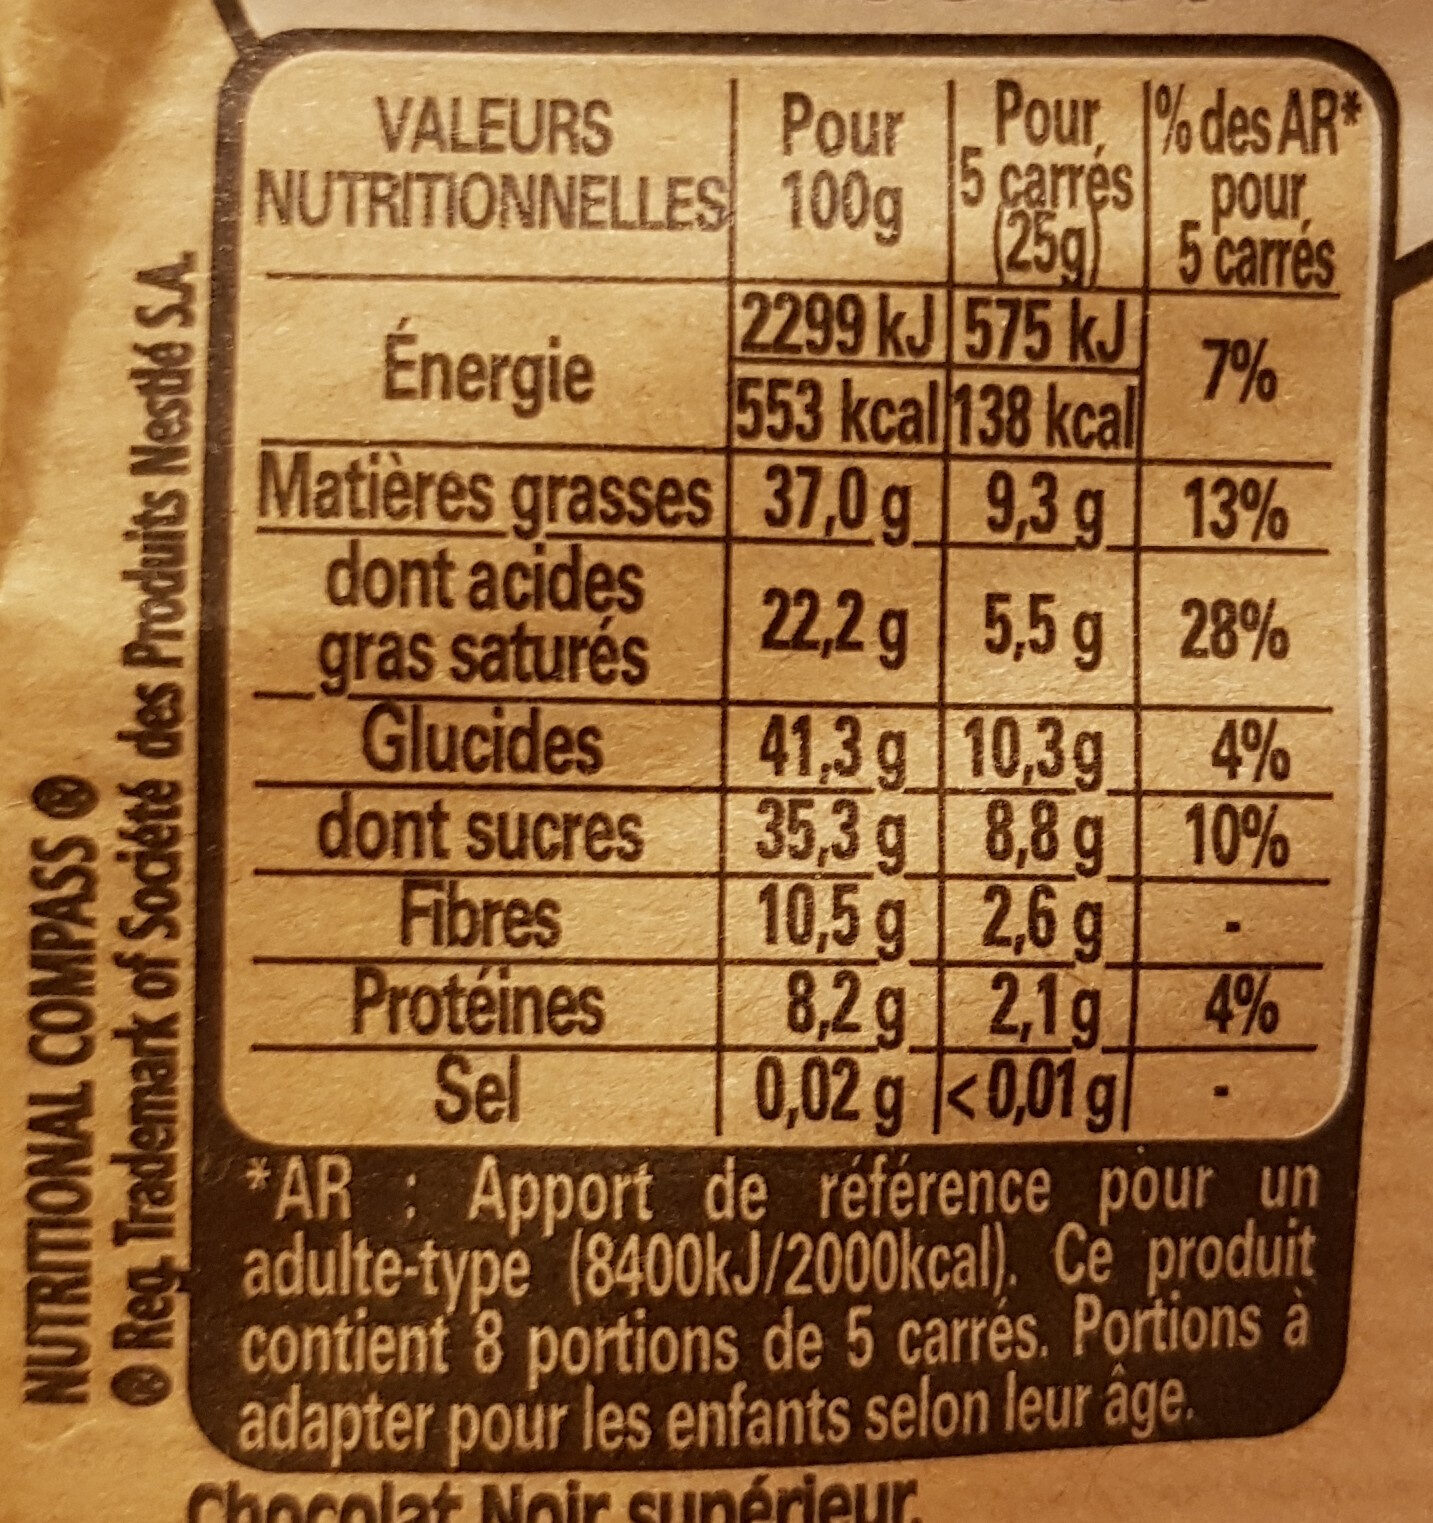 VALEURS NUTRITIONNELLES | Pour 100g | Pour 5 carrés (25g) | % des AR* pour 5 carrés
Énergie | 2299 kJ | 575 kJ | 7%
553 kcal | 138 kcal
Matières grasses | 37,0 g | 9,3 g | 13%
dont acides gras saturés | 22,2 g | 5,5 g | 28%
Glucides | 41,3 g | 10,3 g | 4%
dont sucres | 35,3 g | 8,8 g | 10%
Fibres | 10,5 g | 2,6 g | -
Protéines | 8,2 g | 2,1 g | 4%
Sel | 0,02 g | <0,01 g | -
*AR : Apport de référence pour un
adulte-type (8400kJ/2000kcal). Ce produit
contient 8 portions de 5 carrés. Portions à
adapter pour les enfants selon leur âge.
Chocolat Noir supérieur.
NUTRITIONAL COMPASS ®
® Reg. Trademark of Société des Produits Nestlé S.A.